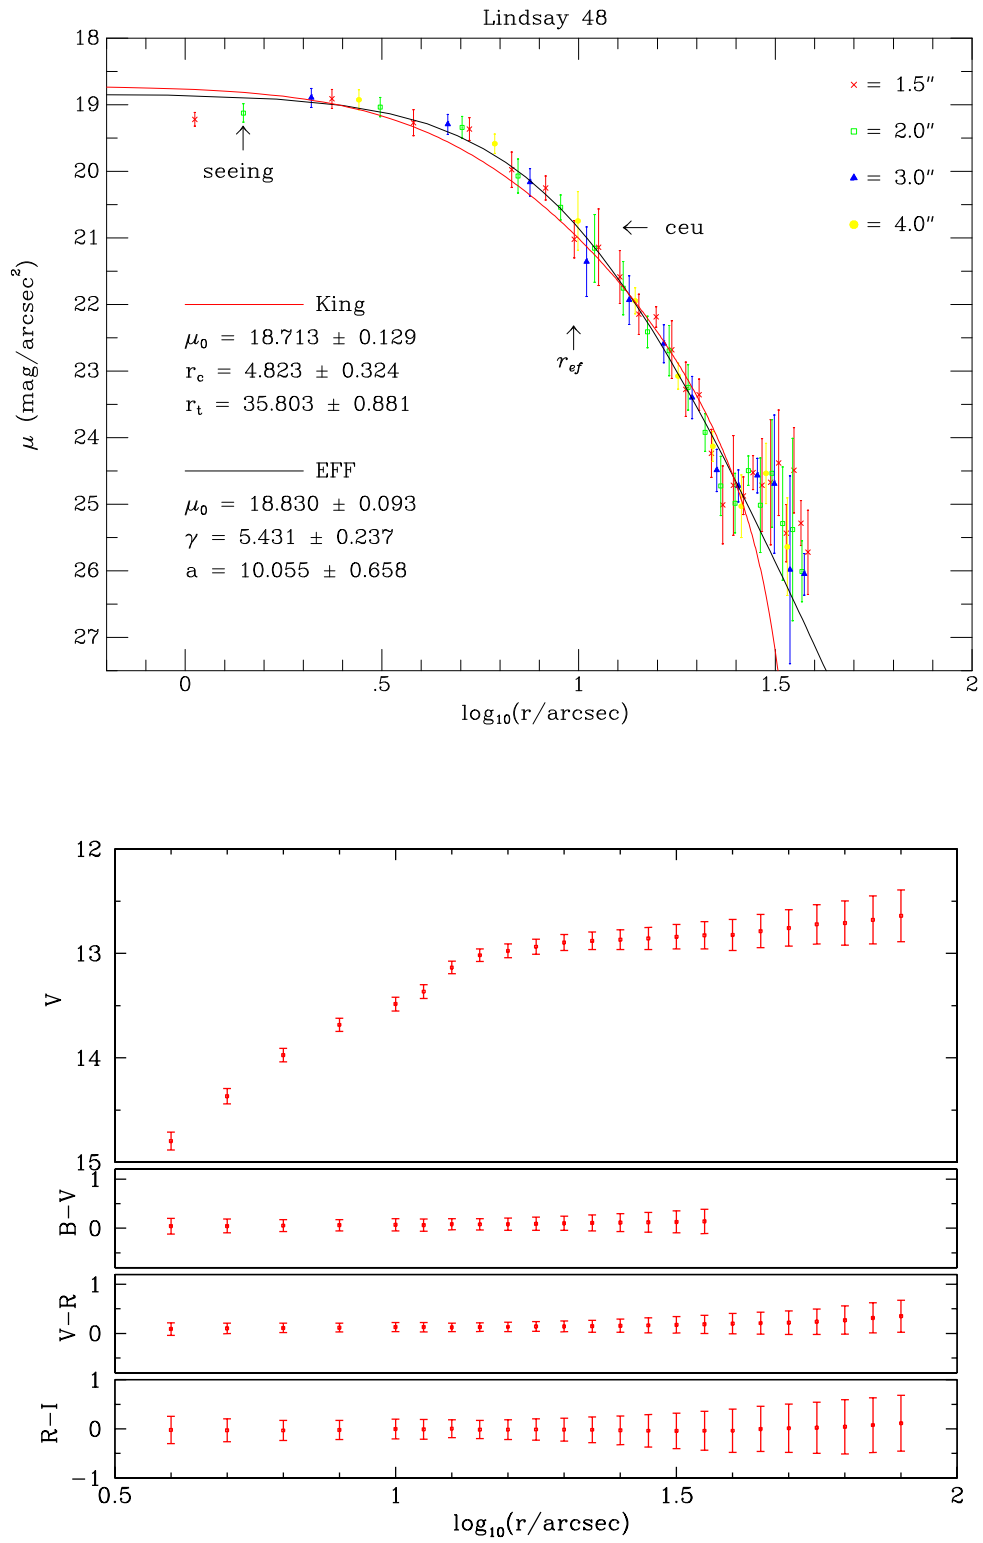 Lindsay 48
18
19
20
21
22
23
24
25
26
27
μ (mag/arcsec²)
× = 1.5"
□ = 2.0"
▲ = 3.0"
● = 4.0"
↑
seeing
← ceu
↑
r_ef
King
μ₀ = 18.713 ± 0.129
r_c = 4.823 ± 0.324
r_t = 35.803 ± 0.881
EFF
μ₀ = 18.830 ± 0.093
γ = 5.431 ± 0.237
a = 10.055 ± 0.658
0 .5 1 1.5 2
log₁₀(r/arcsec)
12
13
14
15
V
1
0
B−V
1
0
V−R
1
0
−1
R−I
0.5 1 1.5 2
log₁₀(r/arcsec)